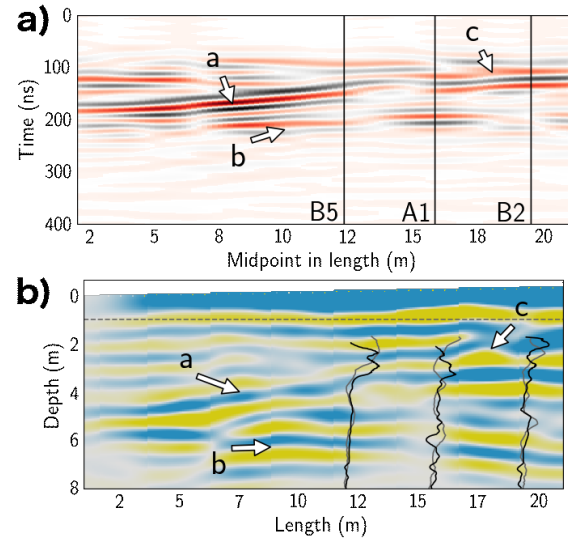 a)
0
100
200
300
400
Time (ns)
a
b
c
B5
A1
B2
2
5
8
10
12
15
18
20
Midpoint in length (m)
b)
0
2
4
6
8
Depth (m)
a
b
c
2
5
7
10
12
15
17
20
Length (m)